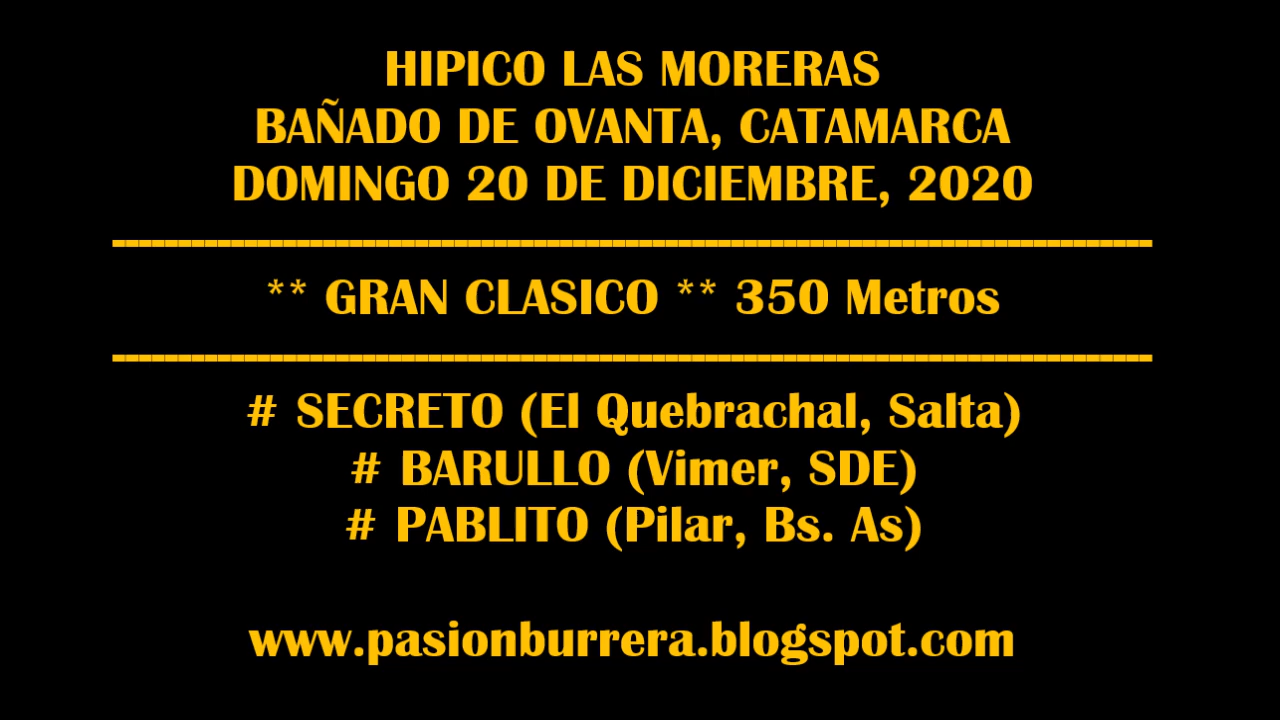 HIPICO LAS MORERAS
BAÑADO DE OVANTA, CATAMARCA
DOMINGO 20 DE DICIEMBRE, 2020
--------------------------------------------------------------------------------
** GRAN CLASICO ** 350 Metros
--------------------------------------------------------------------------------
# SECRETO (El Quebrachal, Salta)
# BARULLO (Vimer, SDE)
# PABLITO (Pilar, Bs. As)
www.pasionburrera.blogspot.com